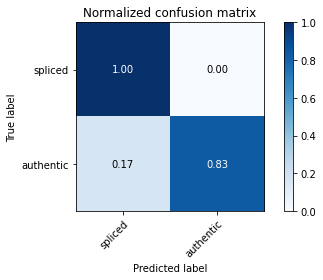 Normalized confusion matrix
True label
spliced
authentic
1.00 0.00
0.17 0.83
spliced
authentic
Predicted label
1.0
0.8
0.6
0.4
0.2
0.0